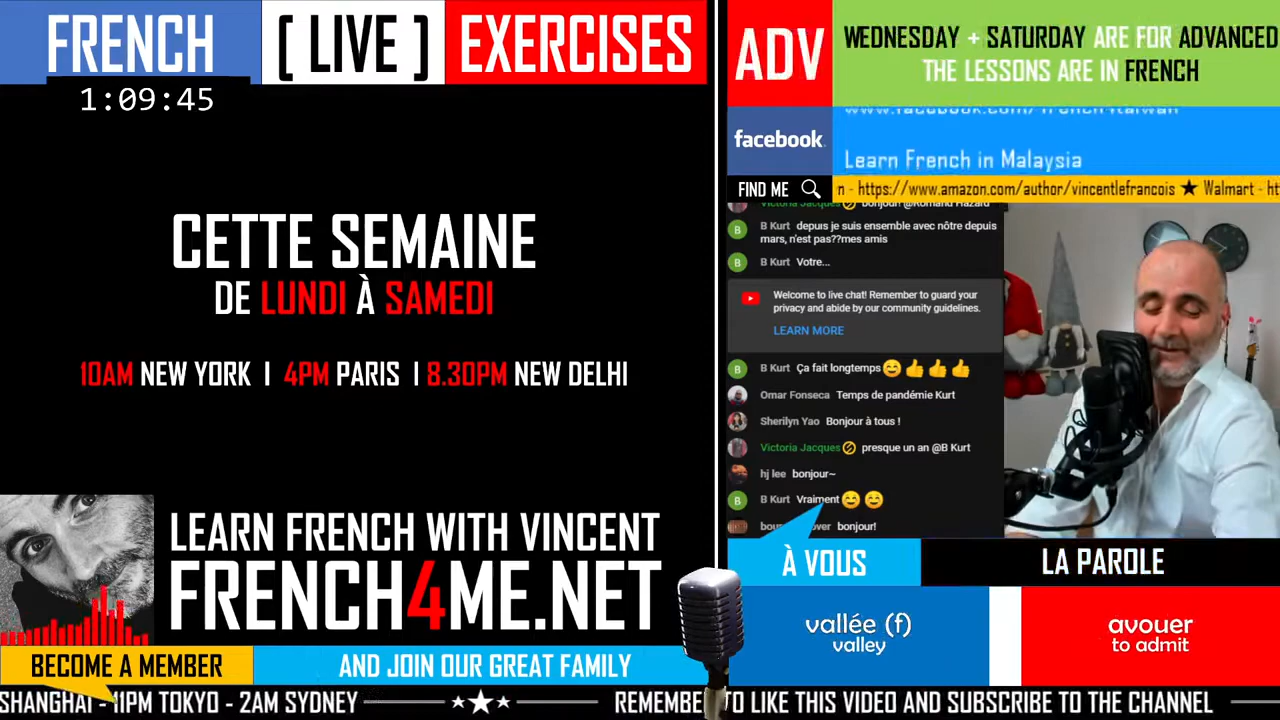 FRENCH [ LIVE ] EXERCISES
1:09:45
CETTE SEMAINE
DE LUNDI À SAMEDI
10AM NEW YORK I 4PM PARIS I 8.30PM NEW DELHI
LEARN FRENCH WITH VINCENT
FRENCH4ME.NET
BECOME A MEMBER
AND JOIN OUR GREAT FAMILY
SHANGHAI - 11PM TOKYO - 2AM SYDNEY
REMEMBER TO LIKE THIS VIDEO AND SUBSCRIBE TO THE CHANNEL
ADV
WEDNESDAY + SATURDAY ARE FOR ADVANCED
THE LESSONS ARE IN FRENCH
facebook.
Learn French in Malaysia
FIND ME
n - https://www.amazon.com/author/vincentlefrancois ★ Walmart - ht
Victoria Jacques bonjour! @Romand Hazard
B Kurt depuis je suis ensemble avec nôtre depuis
mars, n'est pas??mes amis
B Kurt Votre...
Welcome to live chat! Remember to guard your
privacy and abide by our community guidelines.
LEARN MORE
B Kurt Ça fait longtemps
Omar Fonseca Temps de pandémie Kurt
Sherilyn Yao Bonjour à tous !
Victoria Jacques presque un an @B Kurt
hj lee bonjour~
B Kurt Vraiment
bonjour!
À VOUS
LA PAROLE
vallée (f)
valley
avouer
to admit